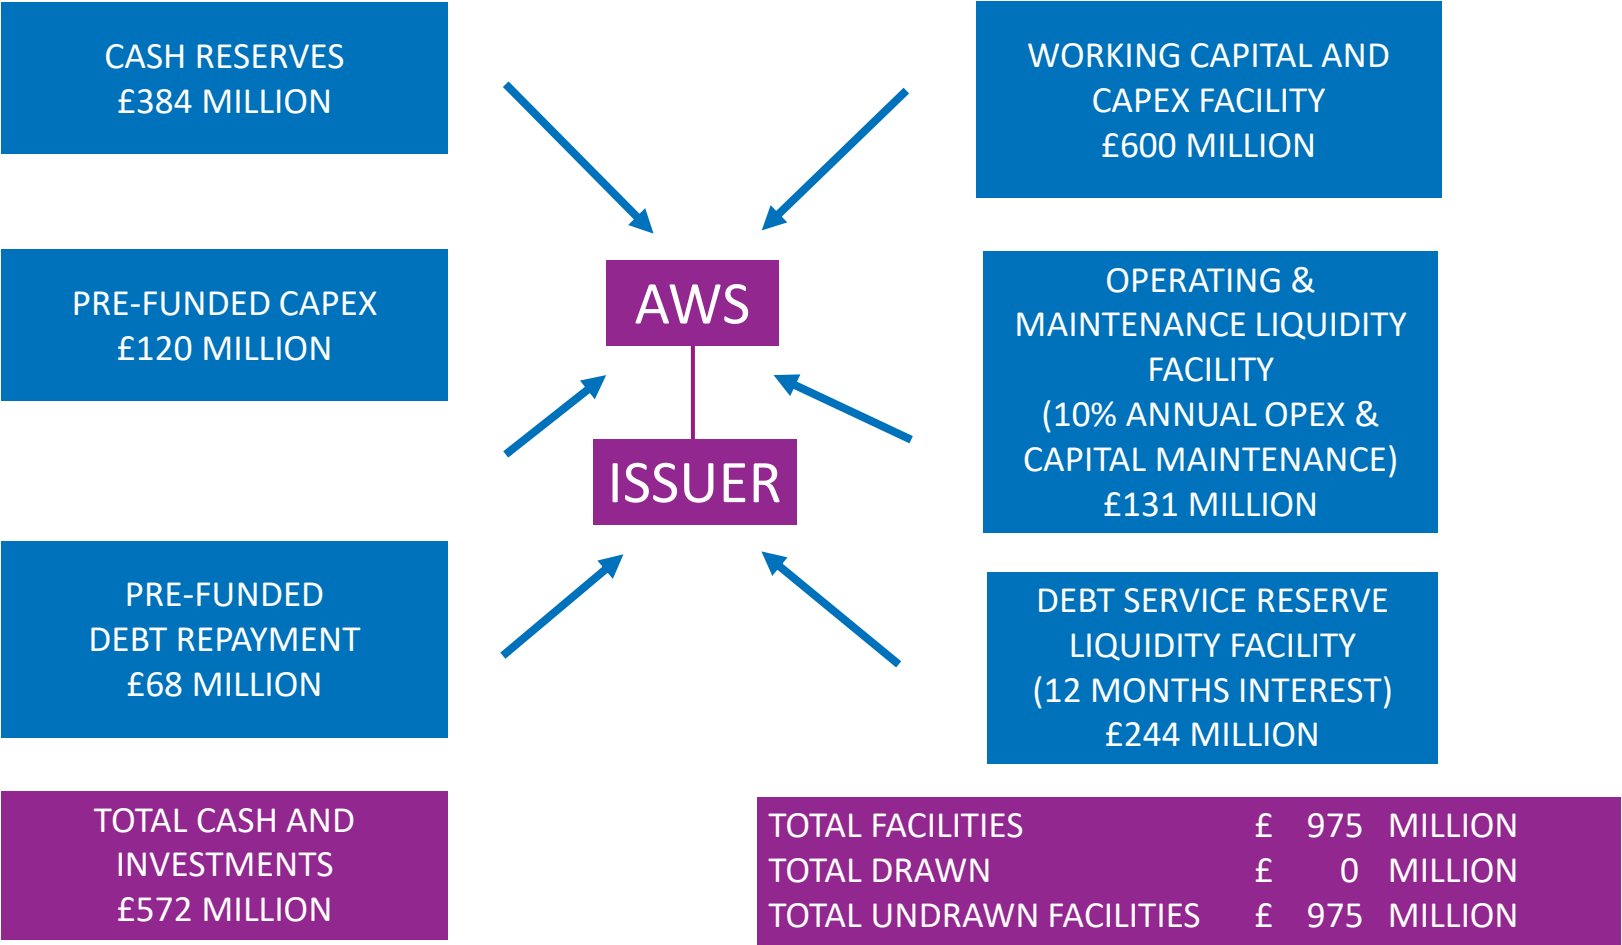 CASH RESERVES
£384 MILLION
PRE-FUNDED CAPEX
£120 MILLION
PRE-FUNDED
DEBT REPAYMENT
£68 MILLION
TOTAL CASH AND
INVESTMENTS
£572 MILLION
AWS
ISSUER
WORKING CAPITAL AND
CAPEX FACILITY
£600 MILLION
OPERATING &
MAINTENANCE LIQUIDITY
FACILITY
(10% ANNUAL OPEX &
CAPITAL MAINTENANCE)
£131 MILLION
DEBT SERVICE RESERVE
LIQUIDITY FACILITY
(12 MONTHS INTEREST)
£244 MILLION
TOTAL FACILITIES £ 975 MILLION
TOTAL DRAWN £ 0 MILLION
TOTAL UNDRAWN FACILITIES £ 975 MILLION